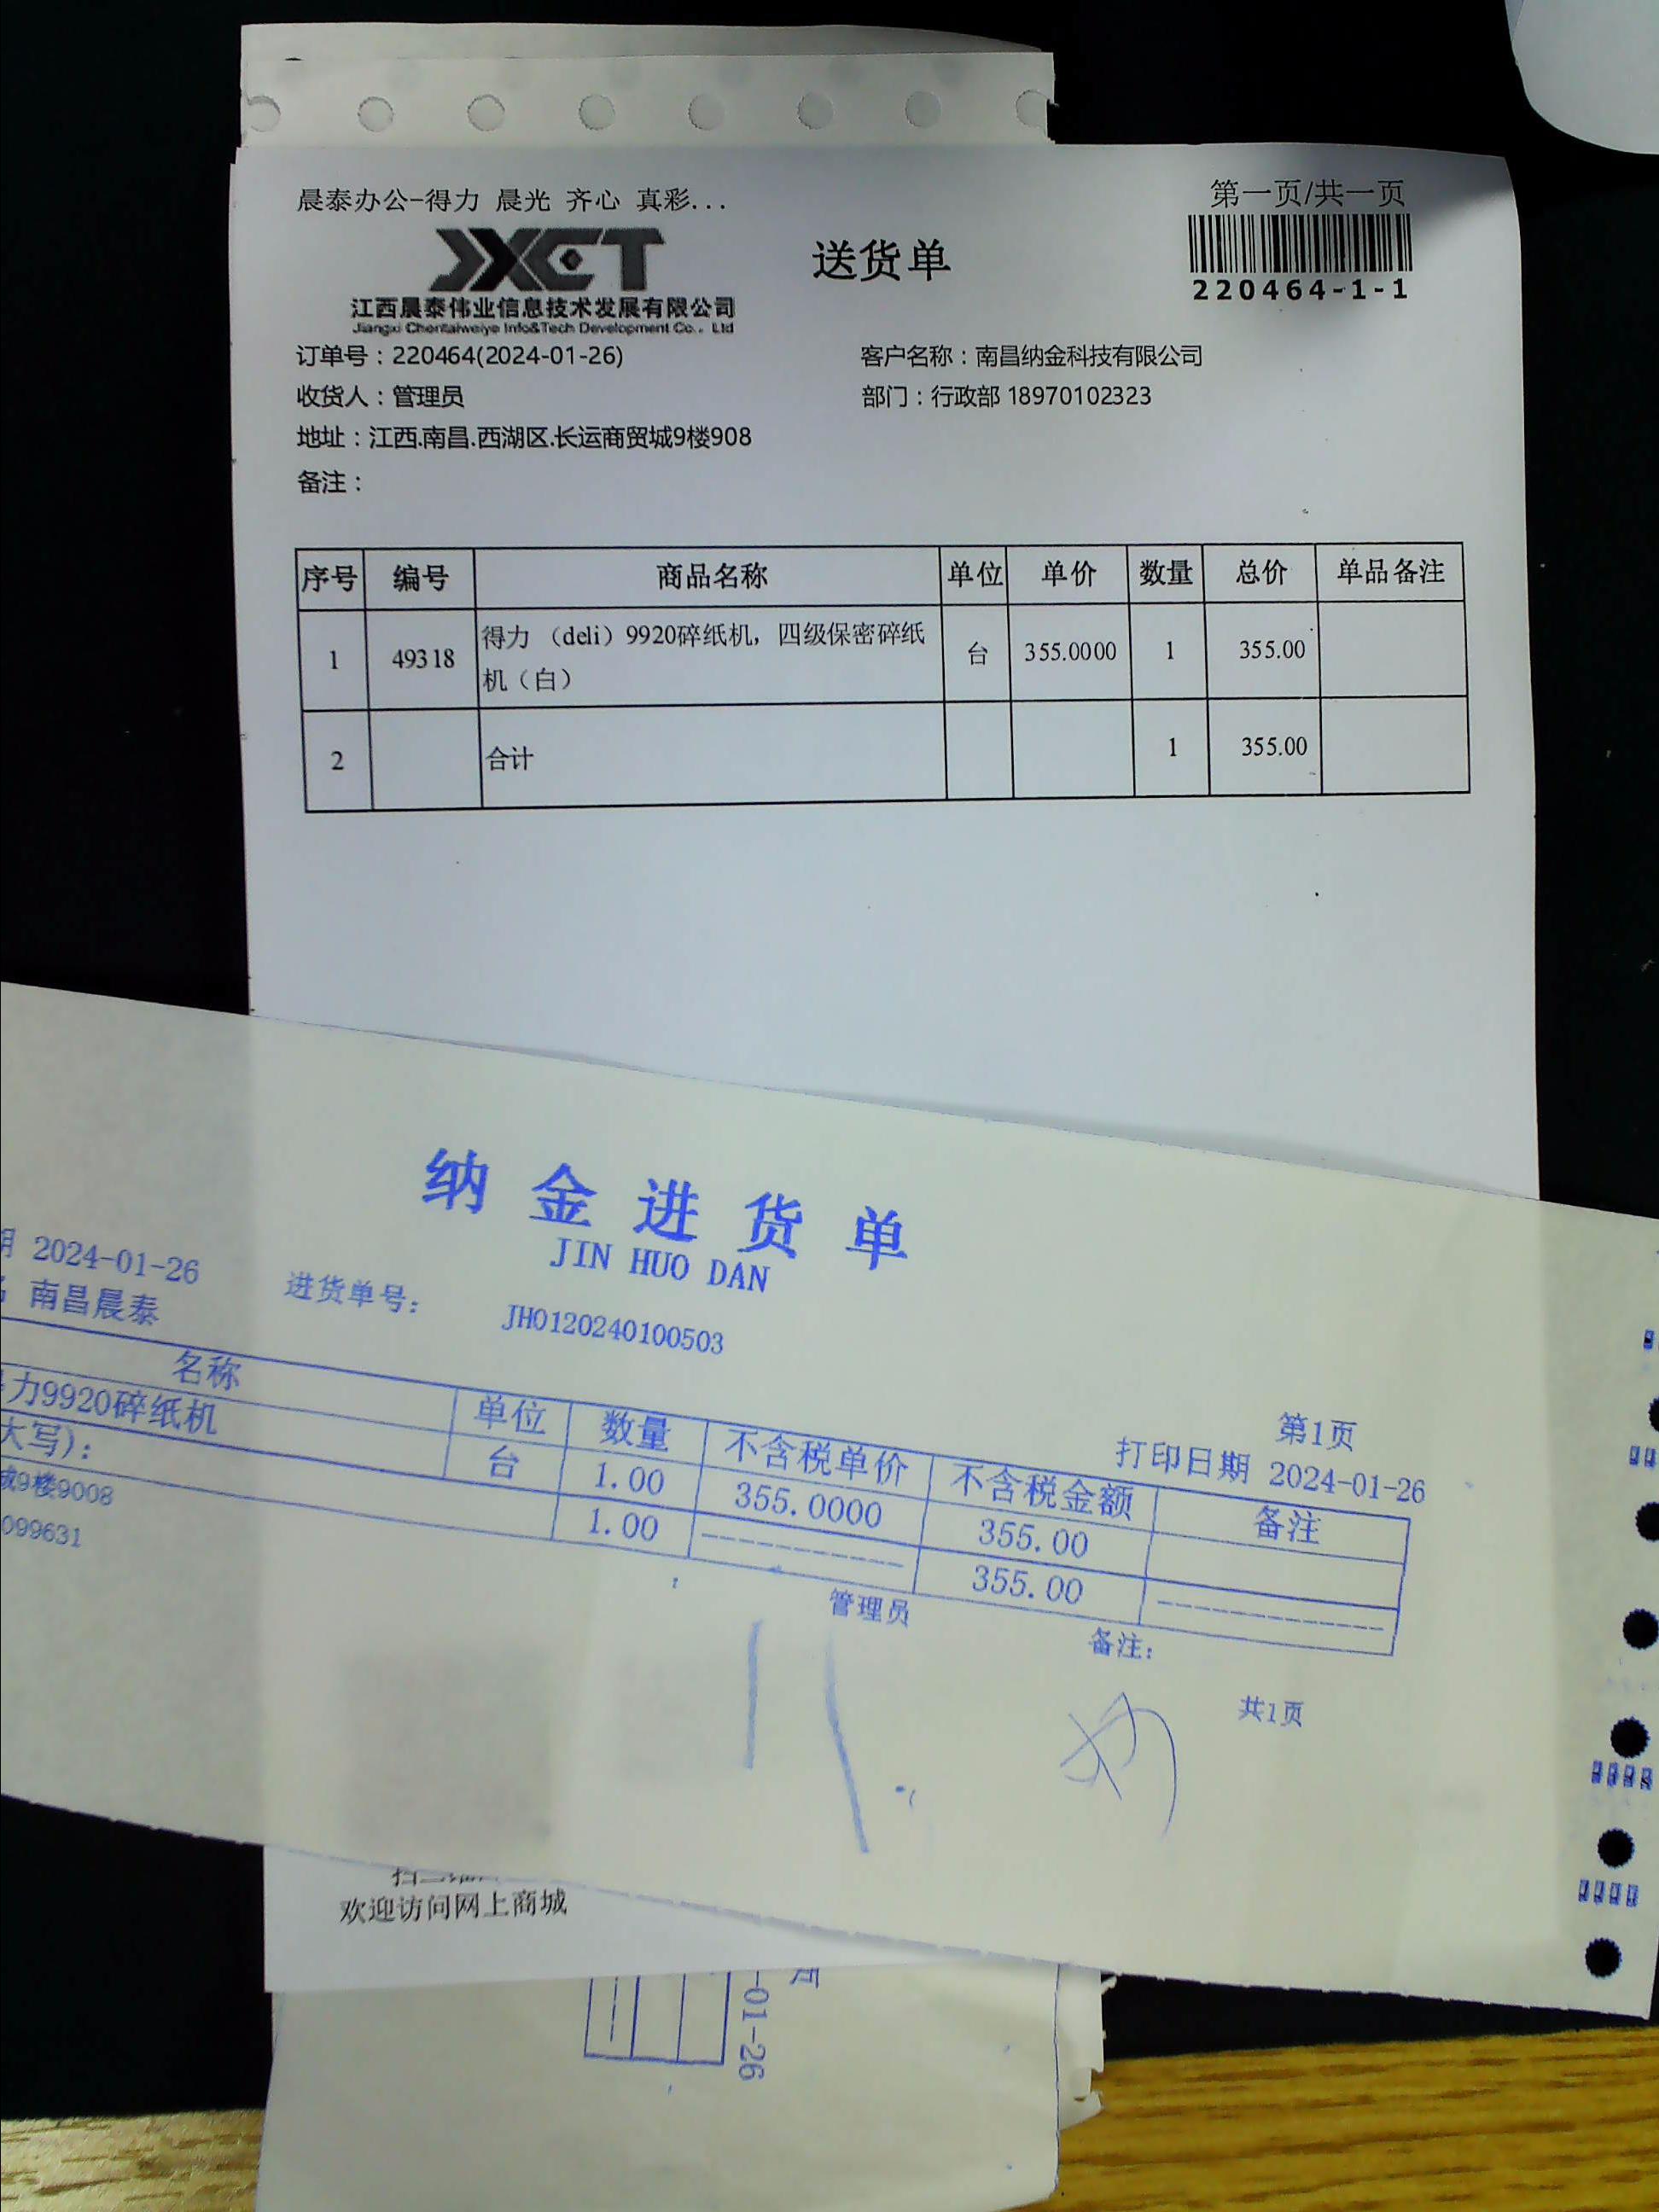 晨泰办公-得力 晨光 齐心 真彩...
第一页/共一页
JXCT
送货单
220464-1-1
江西晨泰伟业信息技术发展有限公司
Jiangxi Chentaiweiye Info&Tech Development Co., Ltd
订单号：220464(2024-01-26) 客户名称：南昌纳金科技有限公司
收货人：管理员 部门：行政部 18970102323
地址：江西.南昌.西湖区.长运商贸城9楼908
备注：
序号 编号 商品名称 单位 单价 数量 总价 单品备注
1 49318 得力 （deli）9920碎纸机，四级保密碎纸机（白） 台 355.0000 1 355.00
2 合计 1 355.00
纳金进货单
JIN HUO DAN
期 2024-01-26
名 南昌晨泰
进货单号： JH0120240100503
第1页
打印日期 2024-01-26
名称 单位 数量 不含税单价 不含税金额 备注
力9920碎纸机 台 1.00 355.0000 355.00
大写)： 1.00 355.00
城9楼9008
099631
管理员
备注：
共1页
欢迎访问网上商城
-01-26